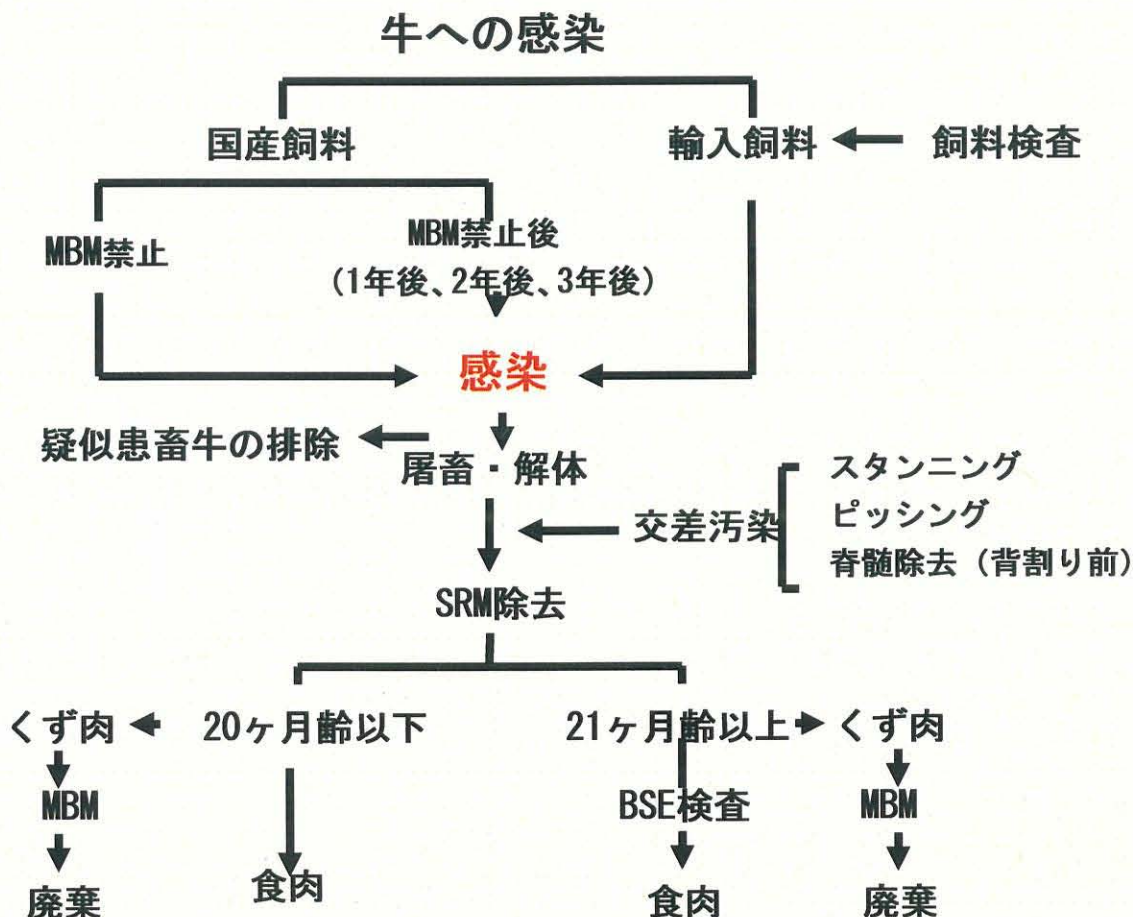 牛への感染
国産飼料
輸入飼料
飼料検査
MBM禁止
MBM禁止後
(1年後、2年後、3年後)
感染
疑似患畜牛の排除
屠畜・解体
交差汚染
スタンニング
ピッシング
脊髄除去(背割り前)
SRM除去
くず肉
20ヶ月齢以下
21ヶ月齢以上
くず肉
MBM
BSE検査
MBM
廃棄
食肉
食肉
廃棄